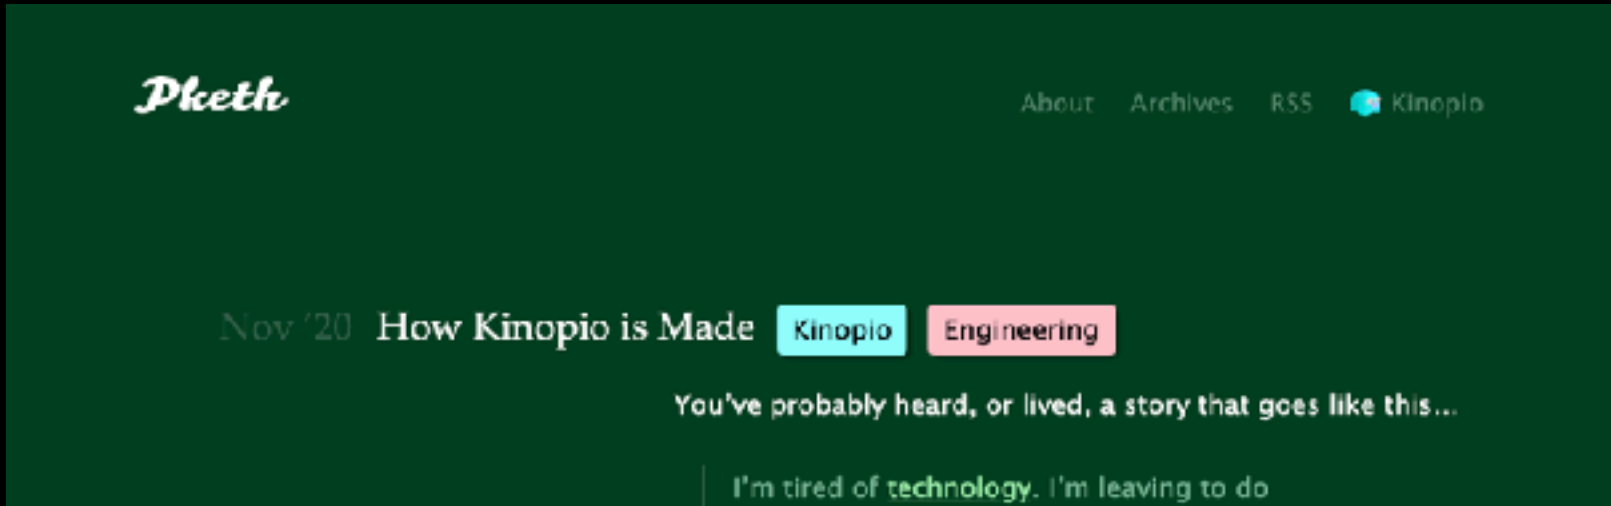 Pketh
About Archives RSS Kinopio
Nov ‘20 How Kinopio is Made Kinopio Engineering
You’ve probably heard, or lived, a story that goes like this…
I’m tired of technology. I’m leaving to do